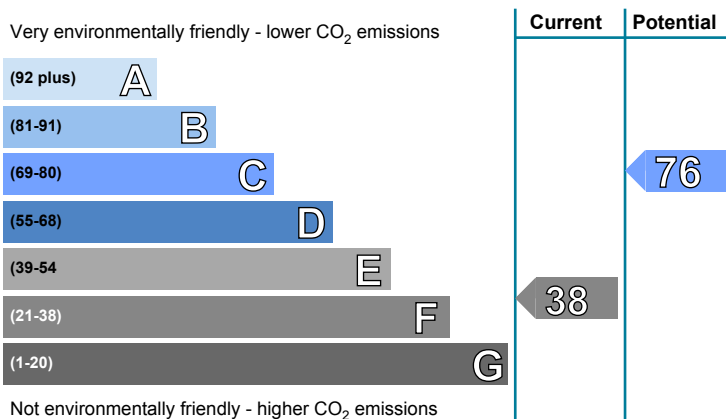 Current Potential
Very environmentally friendly - lower CO2 emissions
(92 plus) A
(81-91) B
(69-80) C
76
(55-68) D
(39-54 E
(21-38) F
38
(1-20) G
Not environmentally friendly - higher CO2 emissions